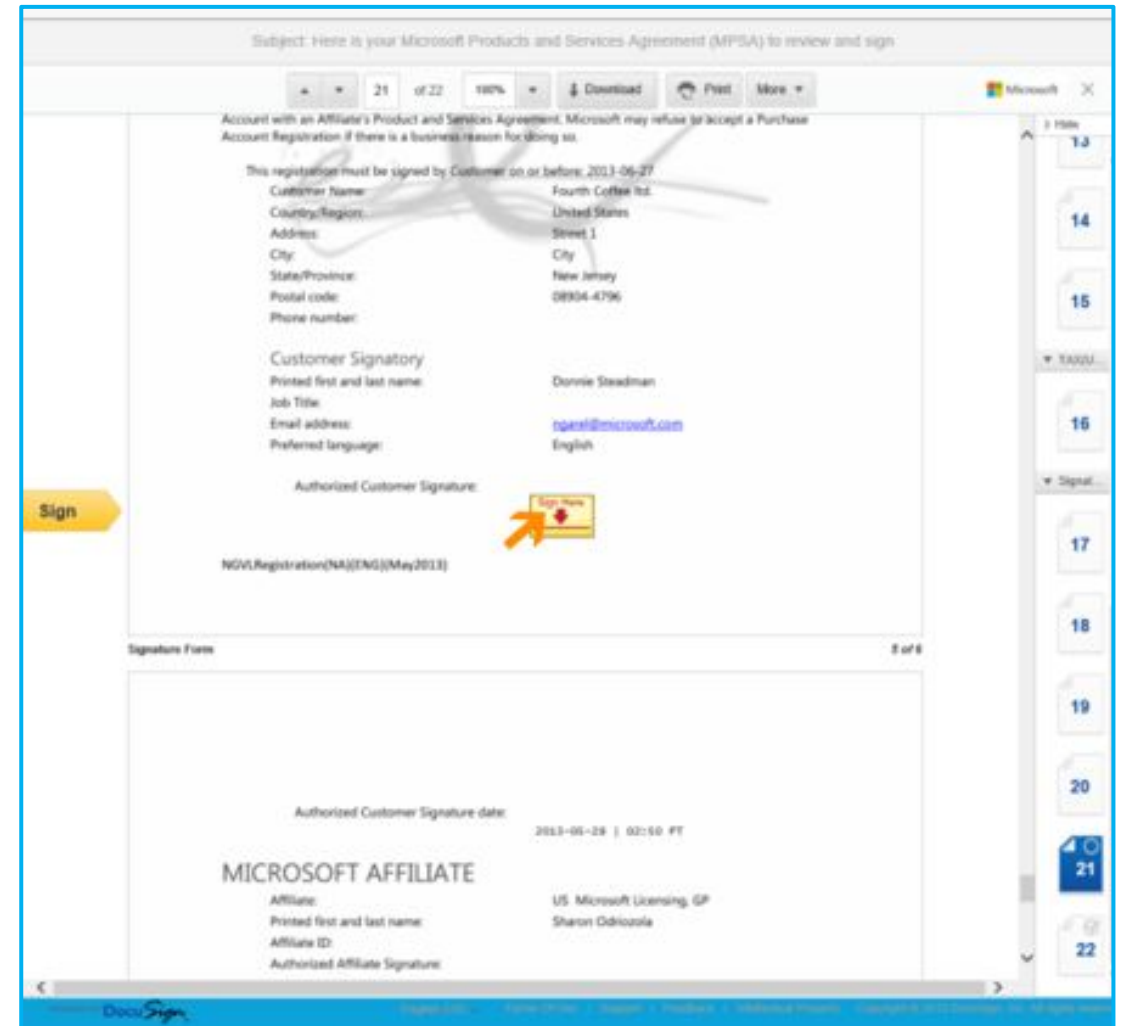 Subject: Here is your Microsoft Products and Services Agreement (MPSA) to review and sign
21 of 22 100% Download Print More Microsoft
Account with an Affiliate's Product and Services Agreement. Microsoft may refuse to accept a Purchase
Account Registration if there is a business reason for doing so.
This registration must be signed by Customer on or before: 2013-06-27
Customer Name: Fourth Coffee ltd.
Country/Region: United States
Address: Street 1
City: City
State/Province: New Jersey
Postal code: 08904-4796
Phone number:
Customer Signatory
Printed first and last name: Donnie Steadman
Job Title:
Email address: ngarel@microsoft.com
Preferred language: English
Authorized Customer Signature:
Sign Here
Sign
NGVLRegistration(NA)(ENG)(May2013)
Signature Form 5 of 6
Authorized Customer Signature date:
2013-05-28 | 02:50 PT
MICROSOFT AFFILIATE
Affiliate: US Microsoft Licensing, GP
Printed first and last name: Sharon Odriozola
Affiliate ID:
Authorized Affiliate Signature:
Hide
13
14
15
16
Signat...
17
18
19
20
21
22
DocuSign